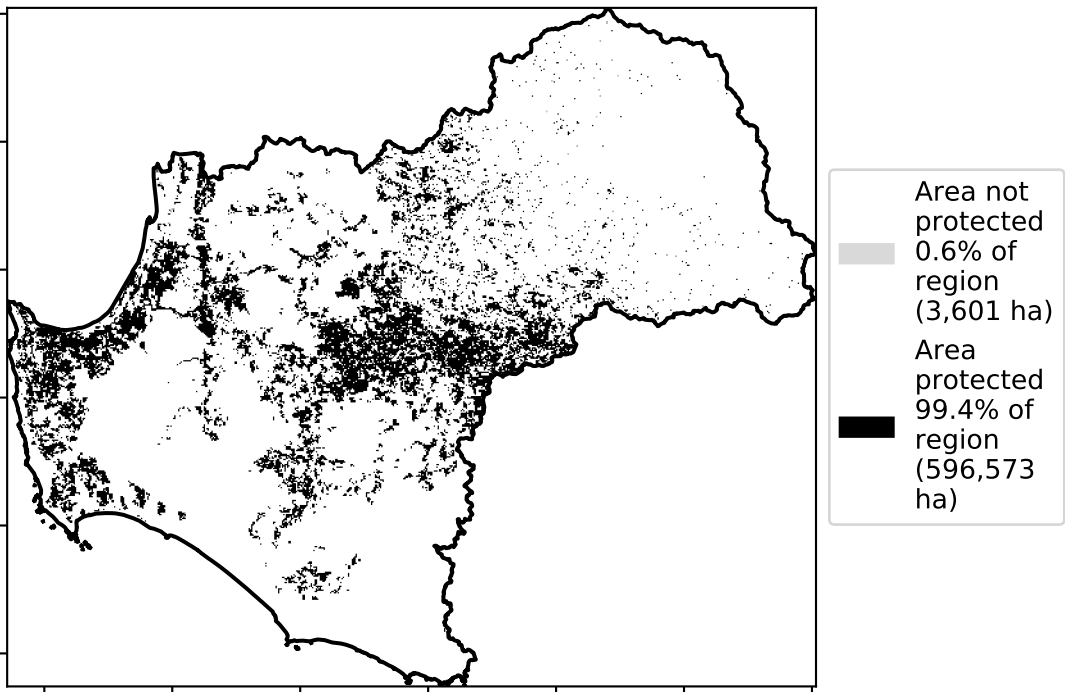 Area not
protected
0.6% of
region
(3,601 ha)
Area
protected
99.4% of
region
(596,573
ha)